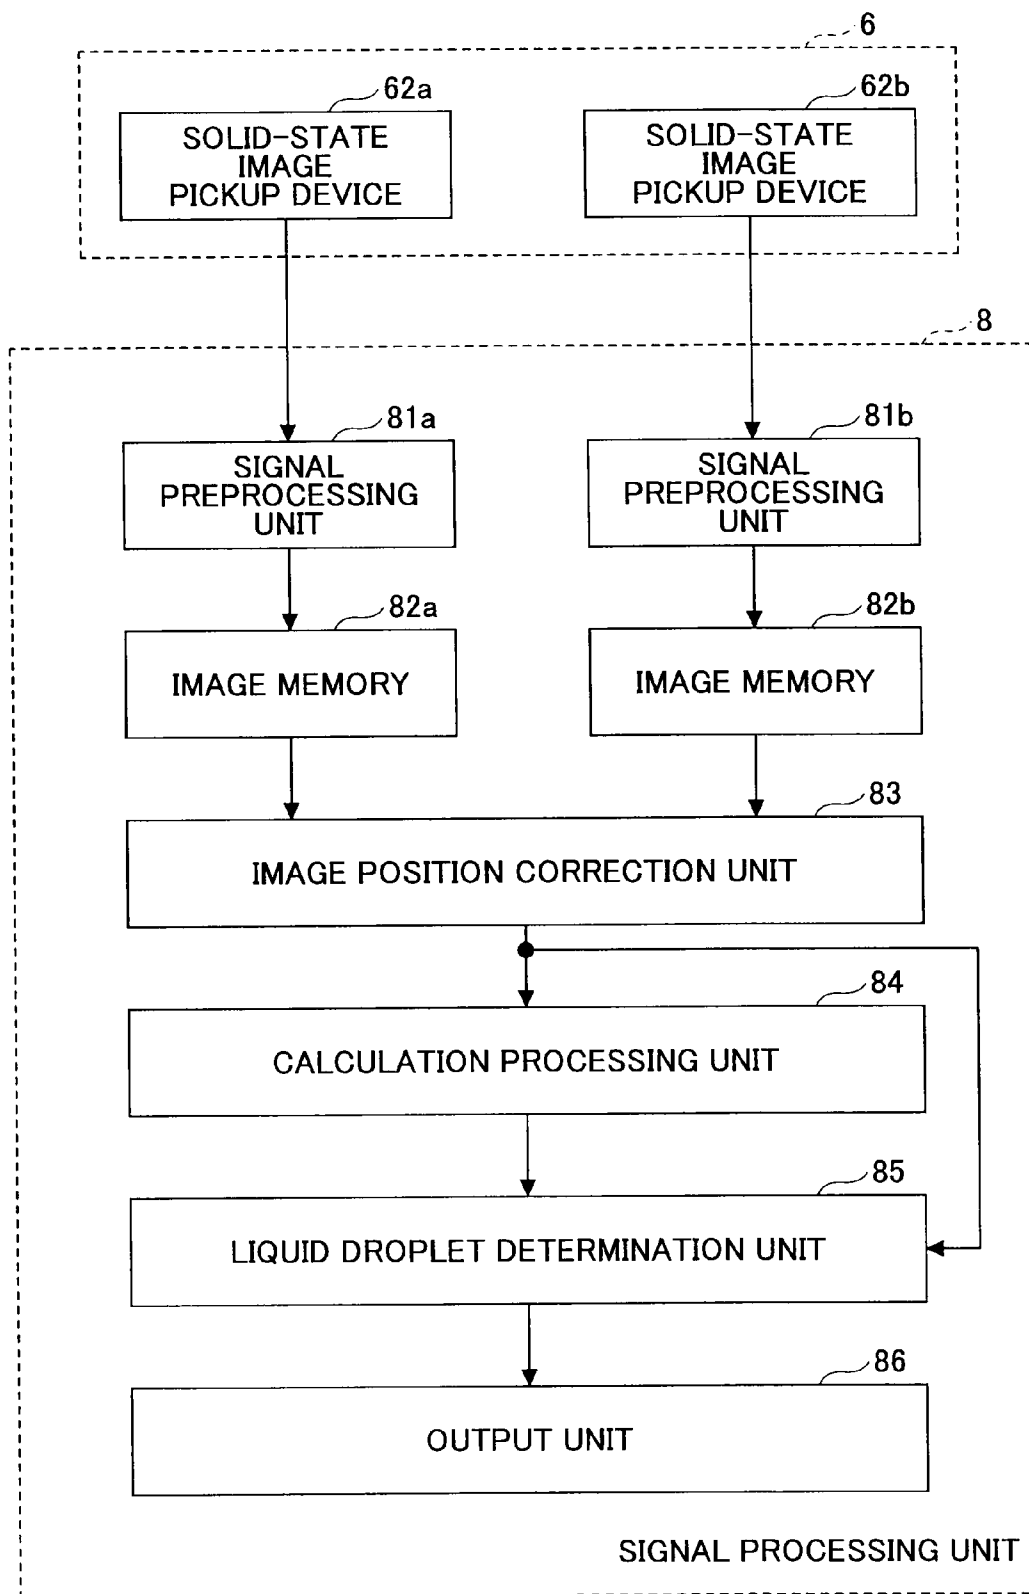 6
62a
62b
SOLID-STATE
IMAGE
PICKUP DEVICE
SOLID-STATE
IMAGE
PICKUP DEVICE
8
81a
81b
SIGNAL
PREPROCESSING
UNIT
SIGNAL
PREPROCESSING
UNIT
82a
82b
IMAGE MEMORY
IMAGE MEMORY
83
IMAGE POSITION CORRECTION UNIT
84
CALCULATION PROCESSING UNIT
85
LIQUID DROPLET DETERMINATION UNIT
86
OUTPUT UNIT
SIGNAL PROCESSING UNIT